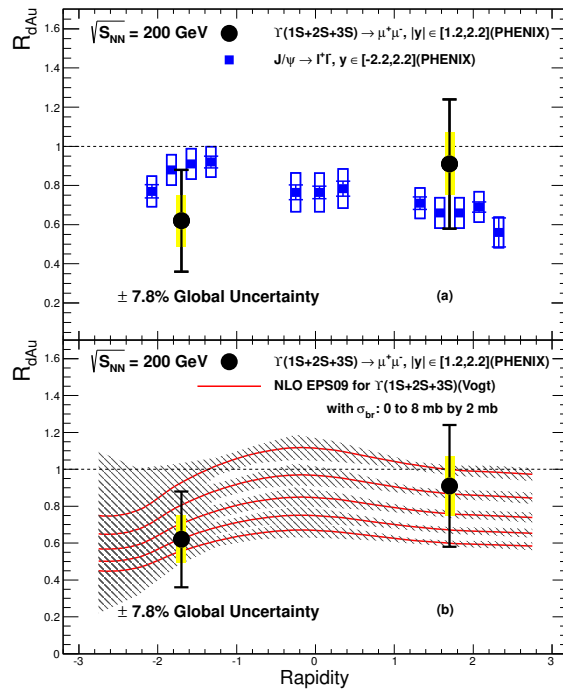 R_dAu
√S_NN = 200 GeV
ϒ(1S+2S+3S) → μ⁺μ⁻, |y| ∈ [1.2,2.2](PHENIX)
J/ψ → l⁺l⁻, y ∈ [-2.2,2.2](PHENIX)
1.6
1.4
1.2
1
0.8
0.6
0.4
0.2
± 7.8% Global Uncertainty
(a)
R_dAu
√S_NN = 200 GeV
ϒ(1S+2S+3S) → μ⁺μ⁻, |y| ∈ [1.2,2.2](PHENIX)
NLO EPS09 for ϒ(1S+2S+3S)(Vogt)
with σ_br: 0 to 8 mb by 2 mb
1.6
1.4
1.2
1
0.8
0.6
0.4
0.2
0
± 7.8% Global Uncertainty
(b)
-3 -2 -1 0 1 2 3
Rapidity